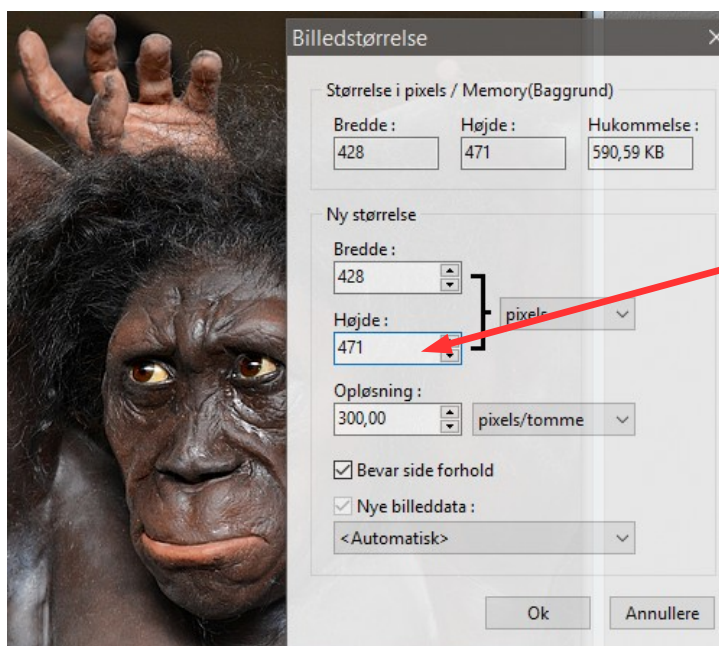 Billedstørrelse
Størrelse i pixels / Memory(Baggrund)
Bredde : Højde : Hukommelse :
428 471 590,59 KB
Ny størrelse
Bredde :
428
pixels
Højde :
471
Opløsning :
300,00 pixels/tomme
Bevar side forhold
Nye billeddata :
<Automatisk>
Ok Annullere